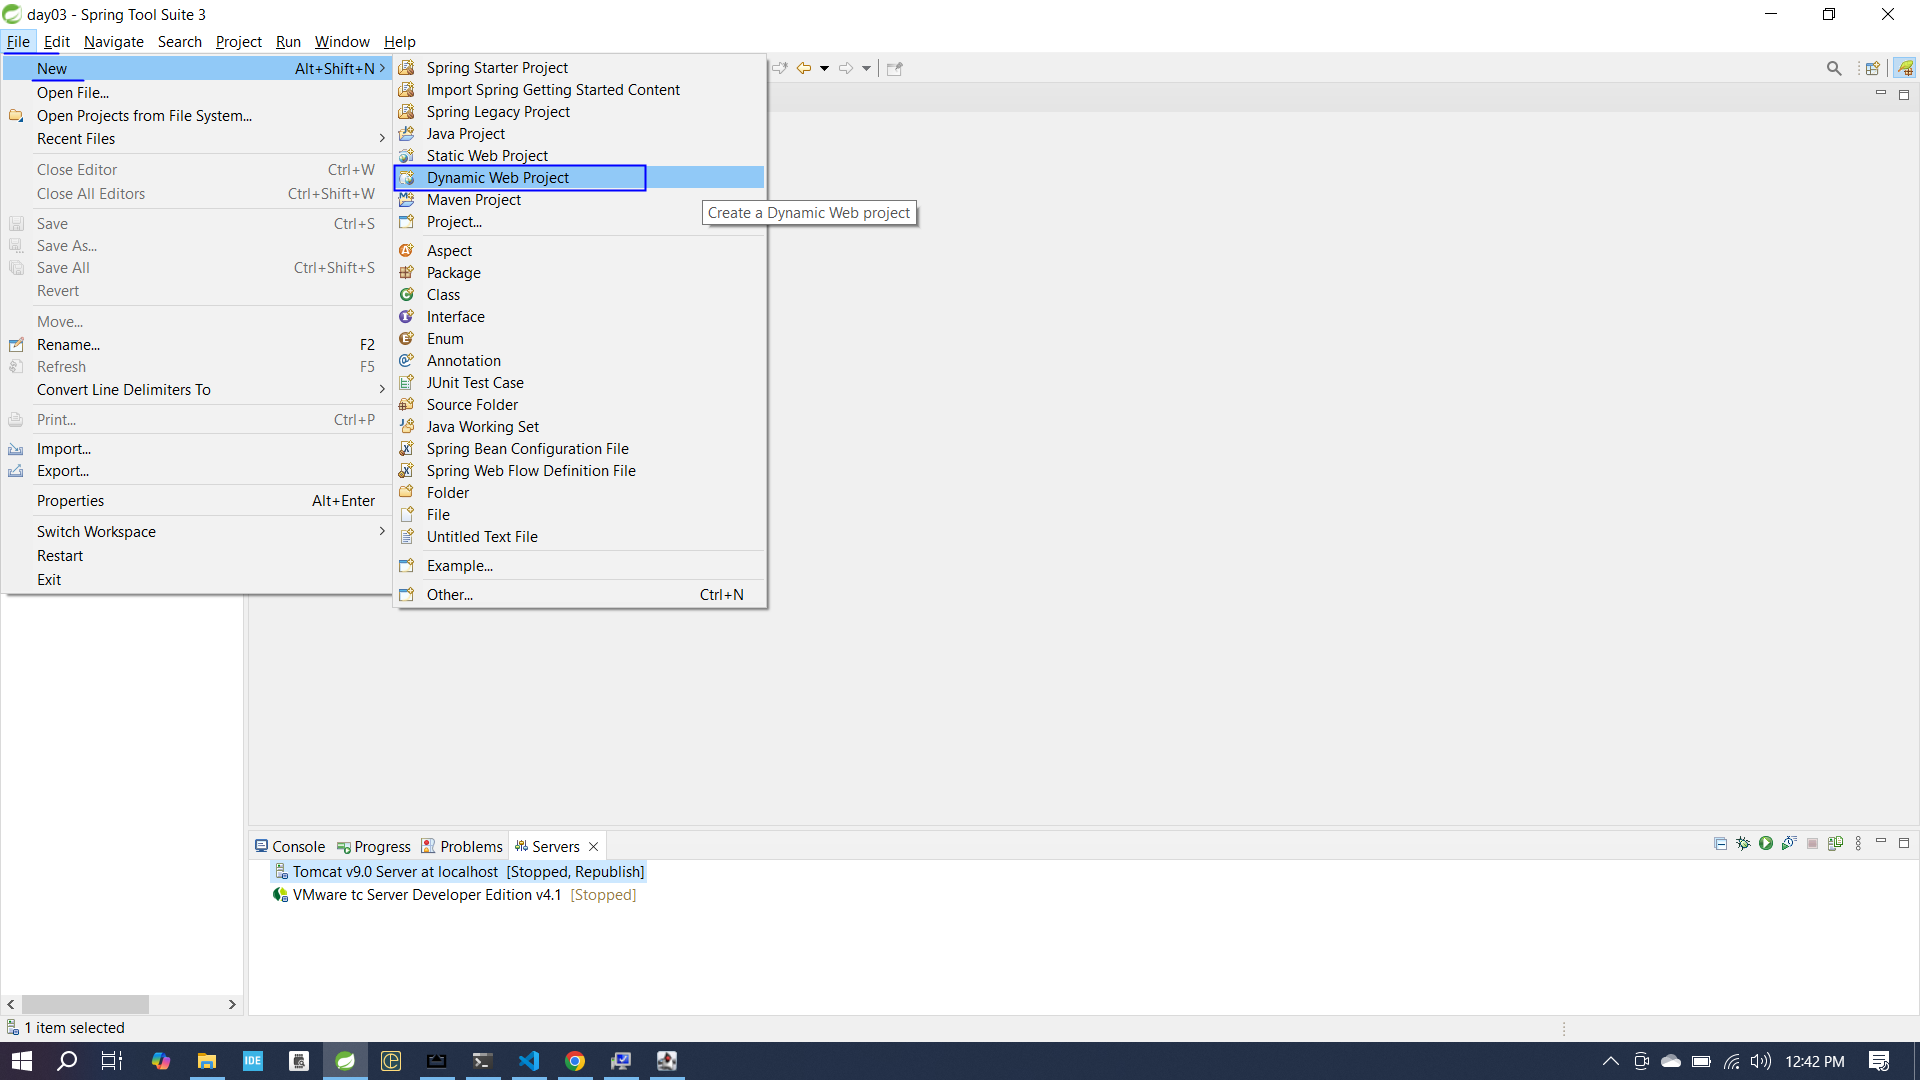 day03 - Spring Tool Suite 3
File Edit Navigate Search Project Run Window Help
New Alt+Shift+N
Open File...
Open Projects from File System...
Recent Files
Close Editor Ctrl+W
Close All Editors Ctrl+Shift+W
Save Ctrl+S
Save As...
Save All Ctrl+Shift+S
Revert
Move...
Rename... F2
Refresh F5
Convert Line Delimiters To
Print... Ctrl+P
Import...
Export...
Properties Alt+Enter
Switch Workspace
Restart
Exit
Spring Starter Project
Import Spring Getting Started Content
Spring Legacy Project
Java Project
Static Web Project
Dynamic Web Project
Maven Project
Project...
Create a Dynamic Web project
Aspect
Package
Class
Interface
Enum
Annotation
JUnit Test Case
Source Folder
Java Working Set
Spring Bean Configuration File
Spring Web Flow Definition File
Folder
File
Untitled Text File
Example...
Other... Ctrl+N
Console Progress Problems Servers
Tomcat v9.0 Server at localhost [Stopped, Republish]
VMware tc Server Developer Edition v4.1 [Stopped]
1 item selected
IDE
12:42 PM